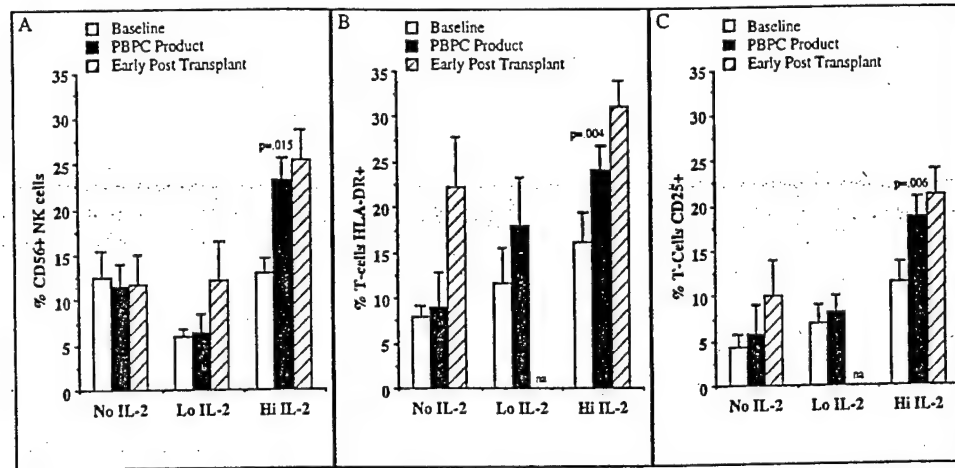 A
Baseline
PBPC Product
Early Post Transplant
% CD56+ NK cells
35
30
25
20
15
10
5
0
p=.015
No IL-2
Lo IL-2
Hi IL-2
B
Baseline
PBPC Product
Early Post Transplant
% T-cells HLA-DR+
35
30
25
20
15
10
5
0
p=.004
na
No IL-2
Lo IL-2
Hi IL-2
C
Baseline
PBPC Product
Early Post Transplant
% T-Cells CD25+
35
30
25
20
15
10
5
0
p=.006
na
No IL-2
Lo IL-2
Hi IL-2